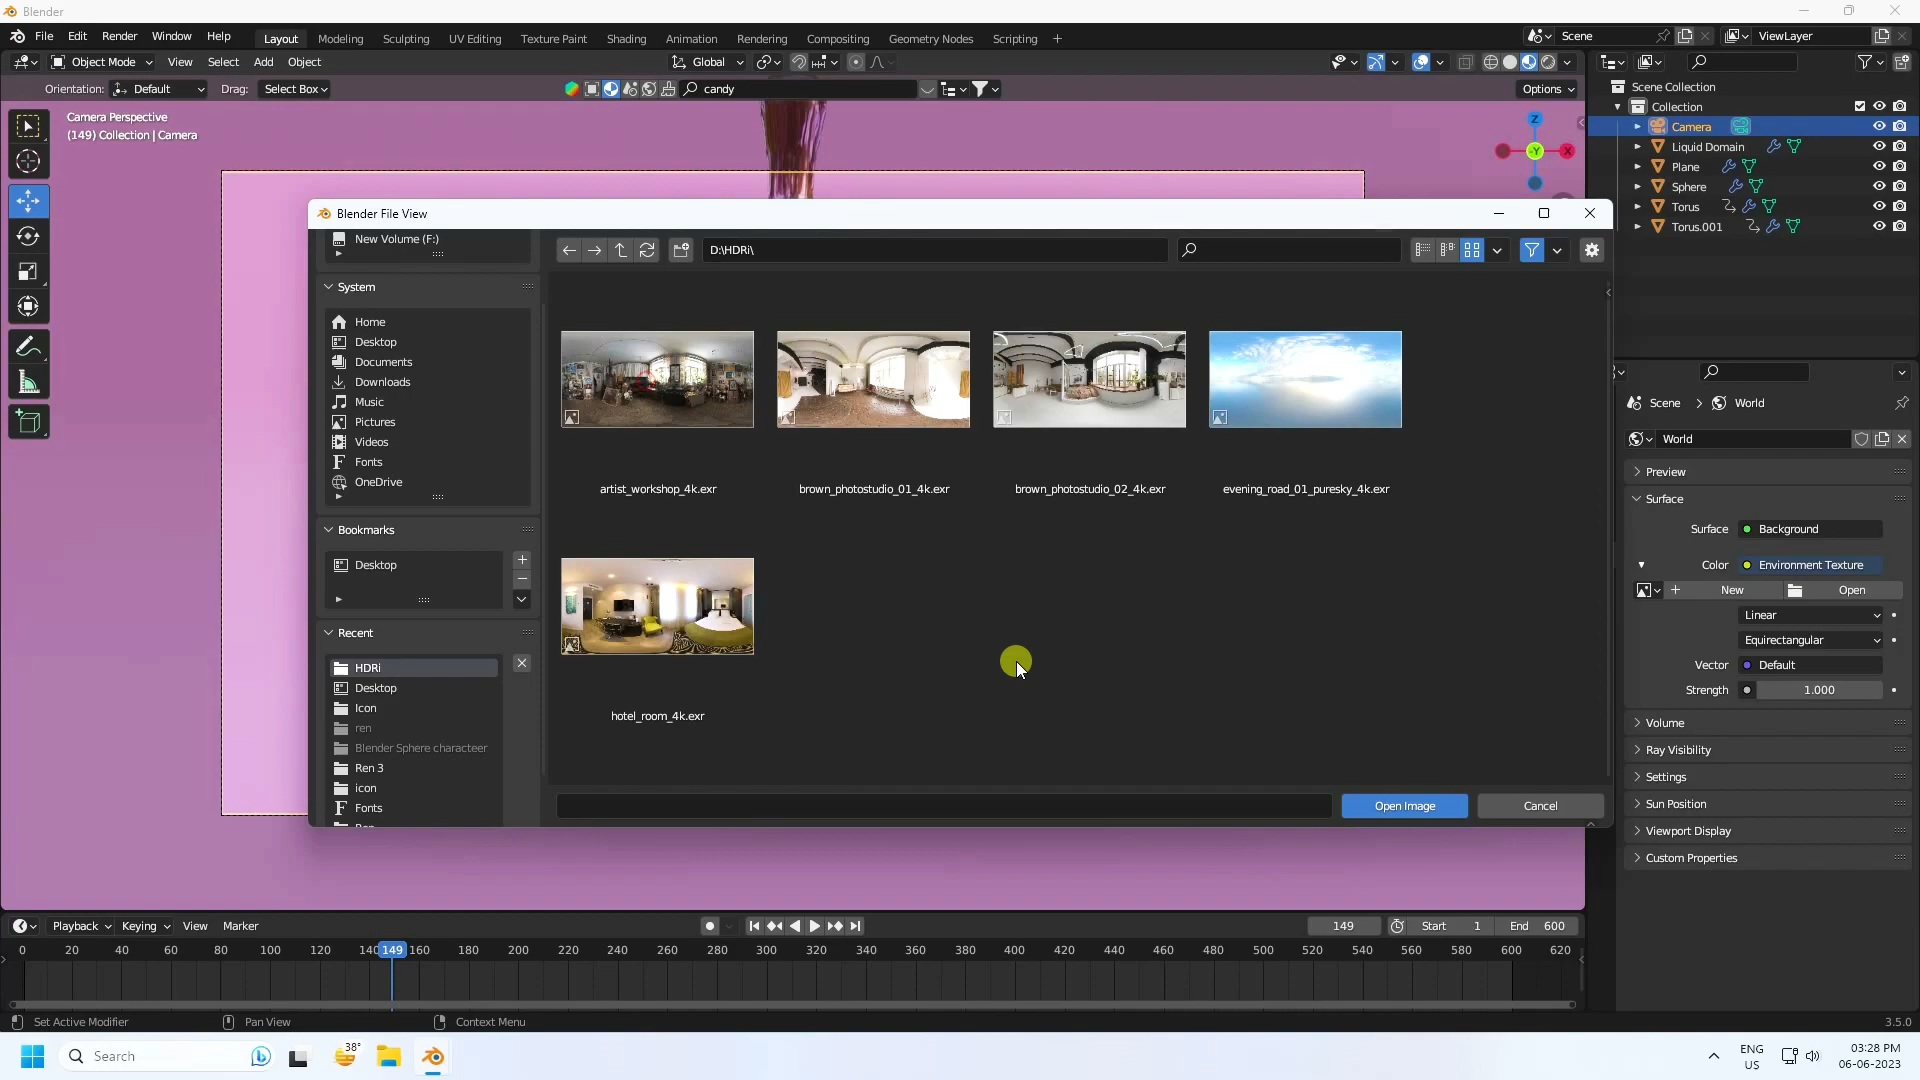 Blender
File Edit Render Window Help Layout Modeling Sculpting UV Editing Texture Paint Shading Animation Rendering Compositing Geometry Nodes Scripting + Scene ViewLayer
Object Mode View Select Add Object Global
Orientation: Default Drag: Select Box candy Options
Camera Perspective
(149) Collection | Camera
Z
-Y
X
Scene Collection
Collection
Camera
Liquid Domain
Plane
Sphere
Torus
Torus.001
Blender File View
New Volume (F:)
D:\HDRi\
System
Home
Desktop
Documents
Downloads
Music
Pictures
Videos
Fonts
OneDrive
Bookmarks
Desktop
Recent
HDRi
Desktop
Icon
ren
Blender Sphere characteer
Ren 3
icon
Fonts
artist_workshop_4k.exr
brown_photostudio_01_4k.exr
brown_photostudio_02_4k.exr
evening_road_01_puresky_4k.exr
hotel_room_4k.exr
Open Image
Cancel
Scene World
World
Preview
Surface
Surface Background
Color Environment Texture
New Open
Linear
Equirectangular
Vector Default
Strength 1.000
Volume
Ray Visibility
Settings
Sun Position
Viewport Display
Custom Properties
Playback Keying View Marker 149 Start 1 End 600
0 20 40 60 80 100 120 140 149 160 180 200 220 240 260 280 300 320 340 360 380 400 420 440 460 480 500 520 540 560 580 600 620
Set Active Modifier Pan View Context Menu 3.5.0
Search
38°
ENG
US
03:28 PM
06-06-2023